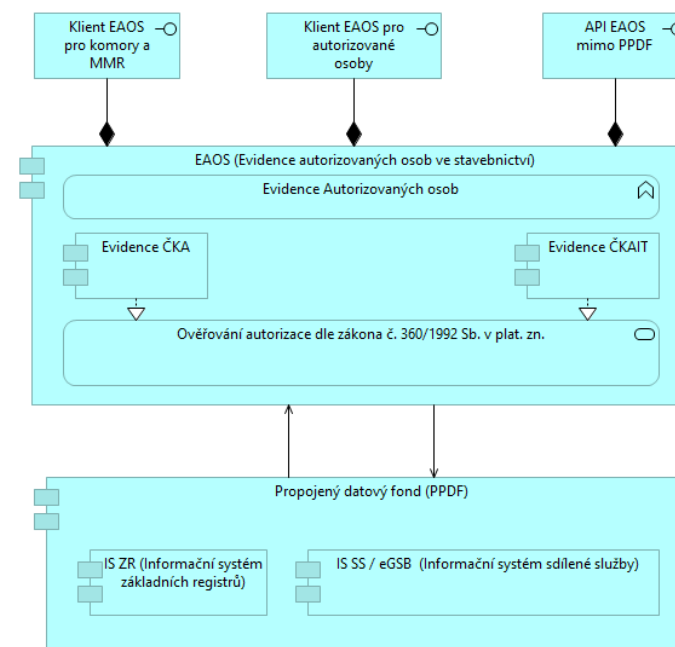 Klient EAOS
pro komory a
MMR
Klient EAOS pro
autorizované
osoby
API EAOS
mimo PPDF
EAOS (Evidence autorizovaných osob ve stavebnictví)
Evidence Autorizovaných osob
Evidence ČKA
Evidence ČKAIT
Ověřování autorizace dle zákona č. 360/1992 Sb. v plat. zn.
Propojený datový fond (PPDF)
IS ZR (Informační systém
základních registrů)
IS SS / eGSB  (Informační systém sdílené služby)